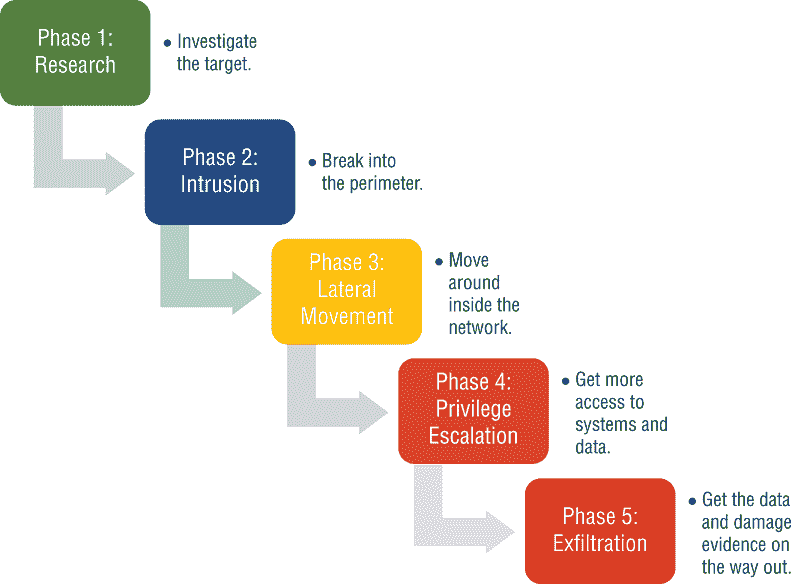 Phase 1:
Research
• Investigate
the target.
Phase 2:
Intrusion
• Break into
the perimeter.
Phase 3:
Lateral
Movement
• Move
around
inside the
network.
Phase 4:
Privilege
Escalation
• Get more
access to
systems and
data.
Phase 5:
Exfiltration
• Get the data
and damage
evidence on
the way out.